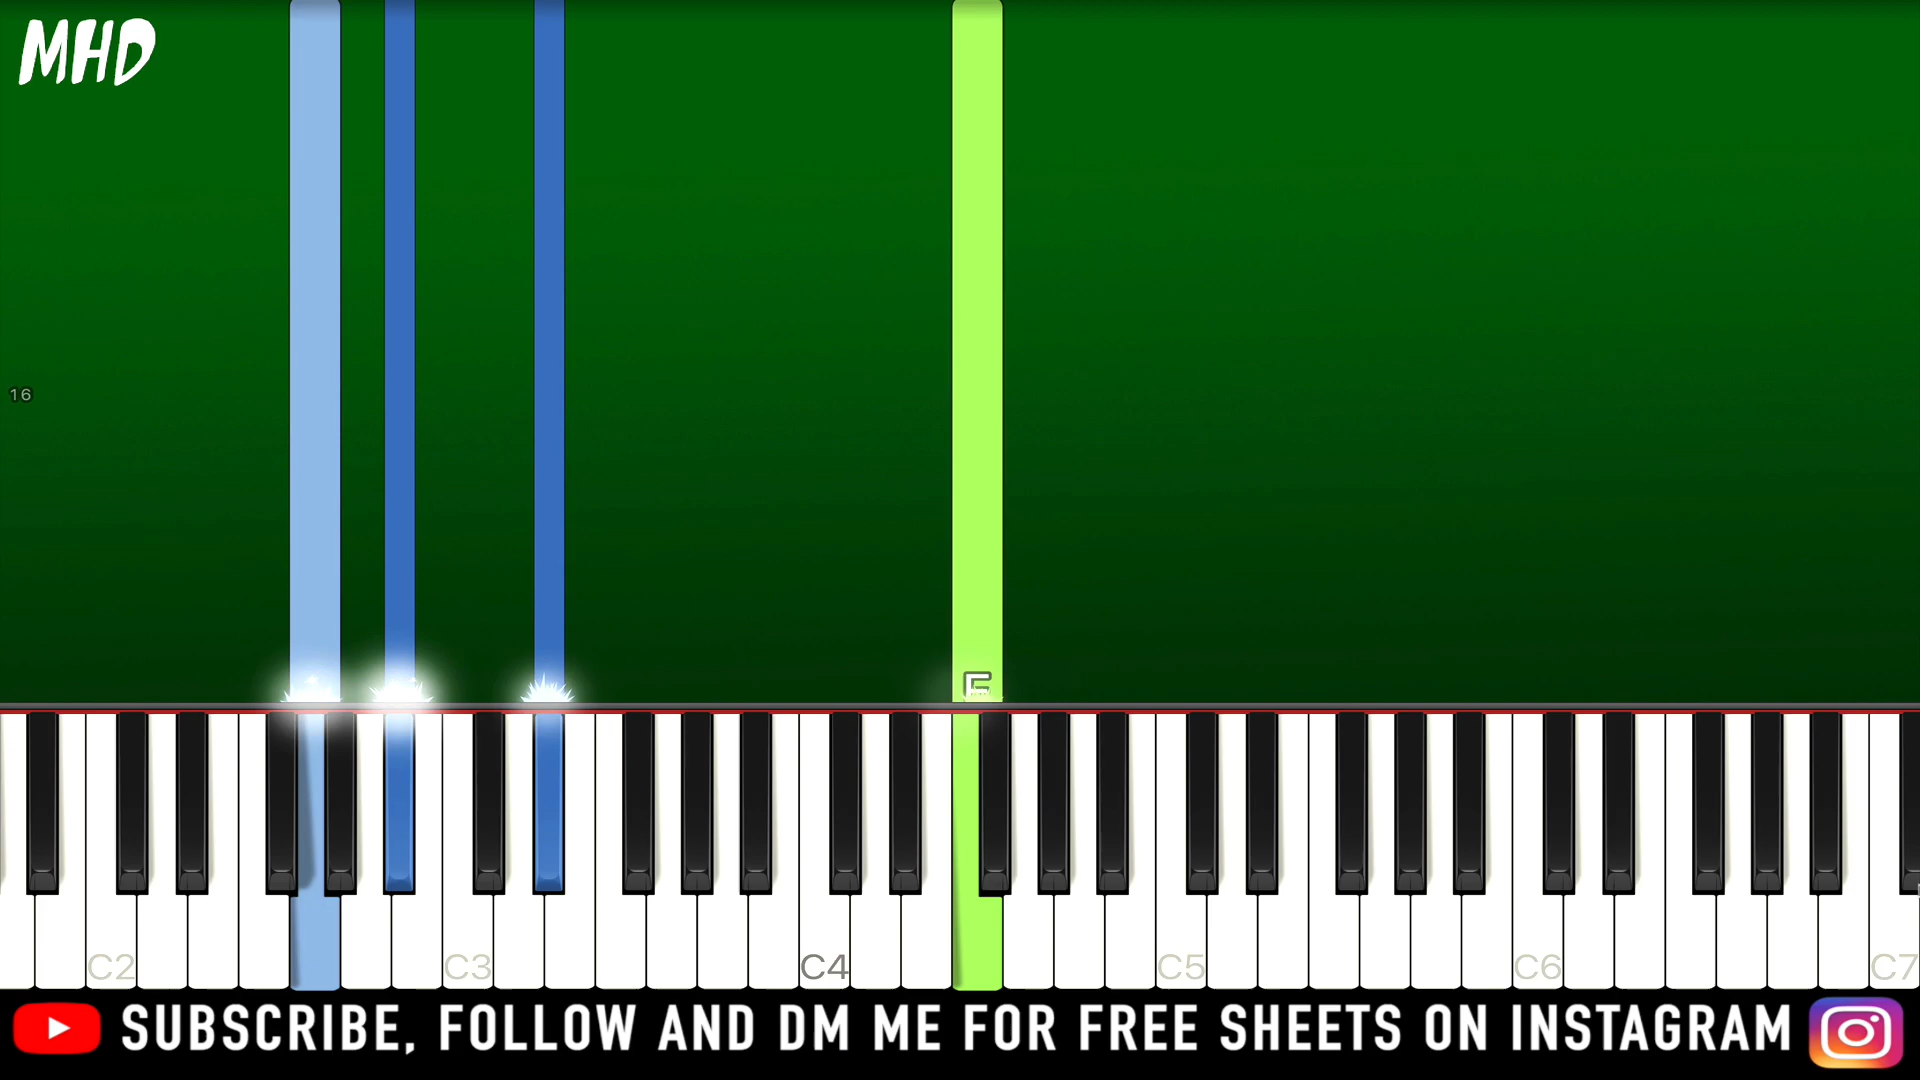 MHD
16
F
C2 C3 C4 C5 C6 C7
SUBSCRIBE, FOLLOW AND DM ME FOR FREE SHEETS ON INSTAGRAM